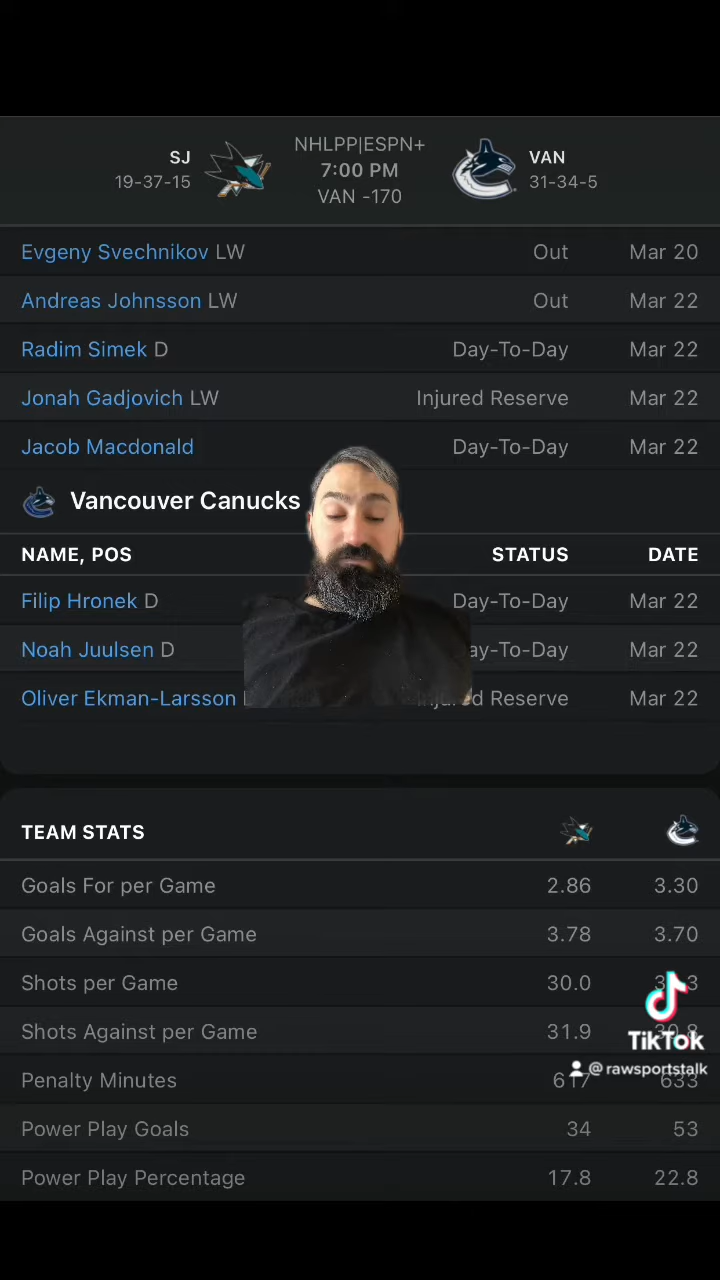 SJ
19-37-15
NHLPP|ESPN+
7:00 PM
VAN -170
VAN
31-34-5
Evgeny Svechnikov LW Out Mar 20
Andreas Johnsson LW Out Mar 22
Radim Simek D Day-To-Day Mar 22
Jonah Gadjovich LW Injured Reserve Mar 22
Jacob Macdonald Day-To-Day Mar 22
Vancouver Canucks
NAME, POS STATUS DATE
Filip Hronek D Day-To-Day Mar 22
Noah Juulsen D ay-To-Day Mar 22
Oliver Ekman-Larsson Reserve Mar 22
TEAM STATS
Goals For per Game 2.86 3.30
Goals Against per Game 3.78 3.70
Shots per Game 30.0
Shots Against per Game 31.9
Penalty Minutes 617 633
Power Play Goals 34 53
Power Play Percentage 17.8 22.8
TikTok
@rawsportstalk